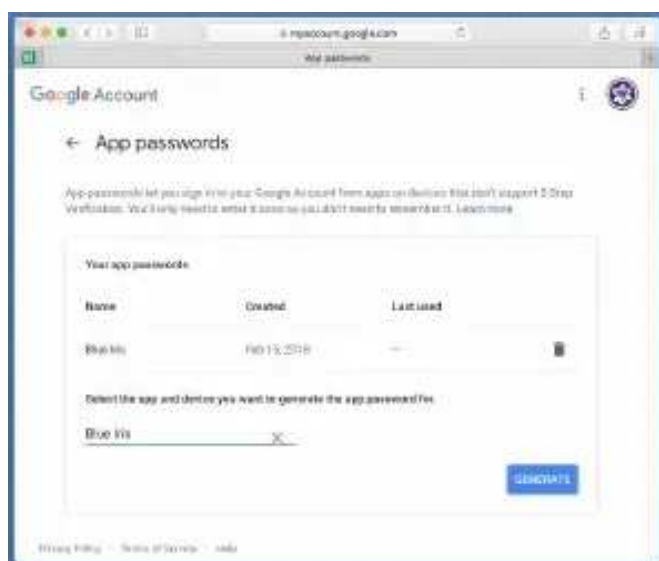 myaccount.google.com
App passwords
Google Account
← App passwords
App passwords let you sign in to your Google Account from apps on devices that don't support 2-Step
Verification. You'll only need to enter it once so you don't need to remember it. Learn more
Your app passwords
Name Created Last used
Blue Iris Feb 15, 2018 —
Select the app and device you want to generate the app password for.
Blue Iris
GENERATE
Privacy Policy Terms of Service Help